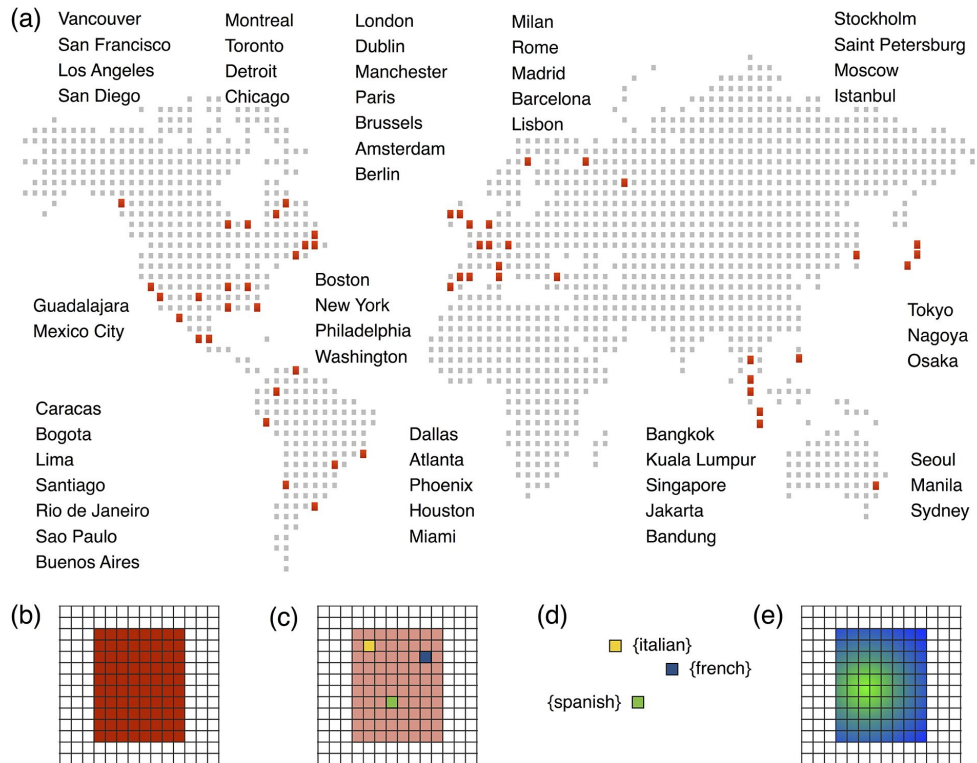 (a)
Vancouver
San Francisco
Los Angeles
San Diego
Montreal
Toronto
Detroit
Chicago
London
Dublin
Manchester
Paris
Brussels
Amsterdam
Berlin
Milan
Rome
Madrid
Barcelona
Lisbon
Stockholm
Saint Petersburg
Moscow
Istanbul
Guadalajara
Mexico City
Boston
New York
Philadelphia
Washington
Tokyo
Nagoya
Osaka
Caracas
Bogota
Lima
Santiago
Rio de Janeiro
Sao Paulo
Buenos Aires
Dallas
Atlanta
Phoenix
Houston
Miami
Bangkok
Kuala Lumpur
Singapore
Jakarta
Bandung
Seoul
Manila
Sydney
(b)
(c)
(d)
{italian}
{french}
{spanish}
(e)